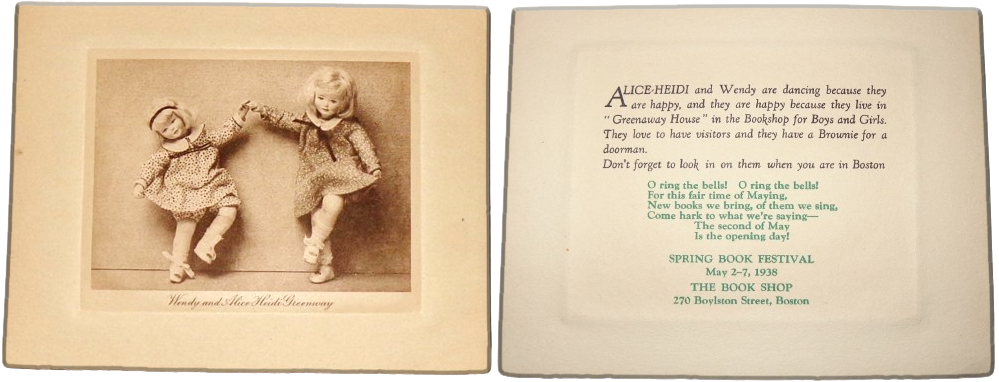 Wendy and Alice Heidi Greenway
ALICE-HEIDI and Wendy are dancing because they
are happy, and they are happy because they live in
"Greenaway House" in the Bookshop for Boys and Girls.
They love to have visitors and they have a Brownie for a
doorman.
Don't forget to look in on them when you are in Boston
O ring the bells! O ring the bells!
For this fair time of Maying,
New books we bring, of them we sing,
Come hark to what we're saying—
The second of May
Is the opening day!
SPRING BOOK FESTIVAL
May 2-7, 1938
THE BOOK SHOP
270 Boylston Street, Boston